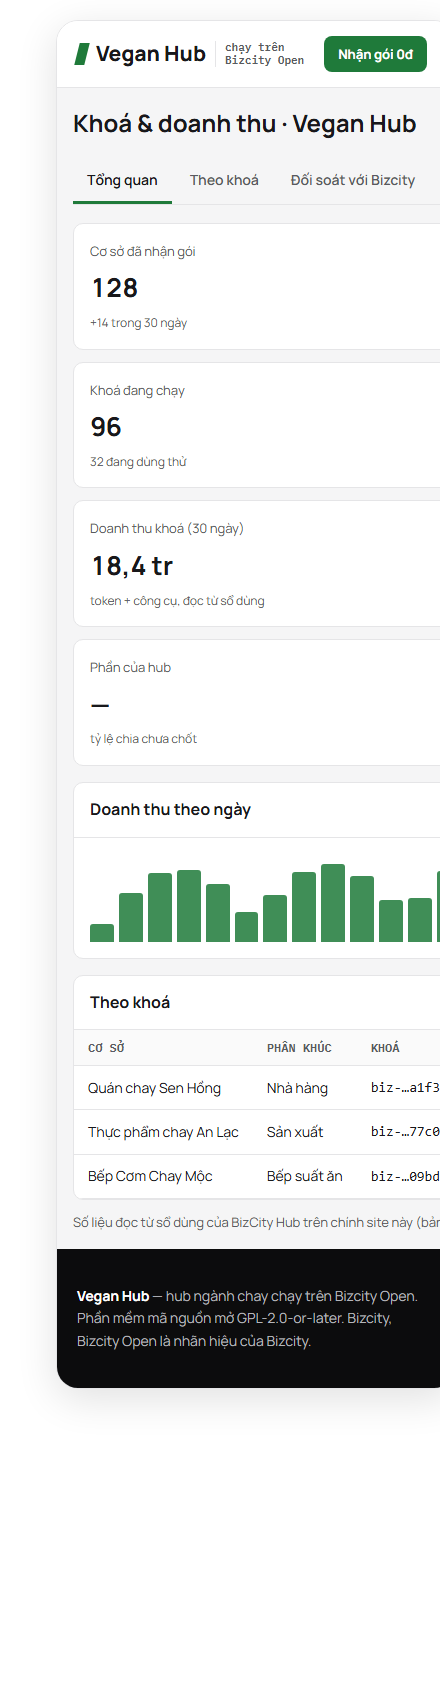 Vegan Hub
chạy trên
Bizcity Open
Nhận gói 0đ
Khoá & doanh thu · Vegan Hub
Tổng quan
Theo khoá
Đối soát với Bizcity
Cơ sở đã nhận gói
128
+14 trong 30 ngày
Khoá đang chạy
96
32 đang dùng thử
Doanh thu khoá (30 ngày)
18,4 tr
token + công cụ, đọc từ sổ dùng
Phần của hub
—
tỷ lệ chia chưa chốt
Doanh thu theo ngày
Theo khoá
CƠ SỞ PHÂN KHÚC KHOÁ
Quán chay Sen Hồng Nhà hàng biz-…a1f3
Thực phẩm chay An Lạc Sản xuất biz-…77c0
Bếp Cơm Chay Mộc Bếp suất ăn biz-…09bd
Số liệu đọc từ sổ dùng của BizCity Hub trên chính site này (bản
Vegan Hub — hub ngành chay chạy trên Bizcity Open.
Phần mềm mã nguồn mở GPL-2.0-or-later. Bizcity,
Bizcity Open là nhãn hiệu của Bizcity.